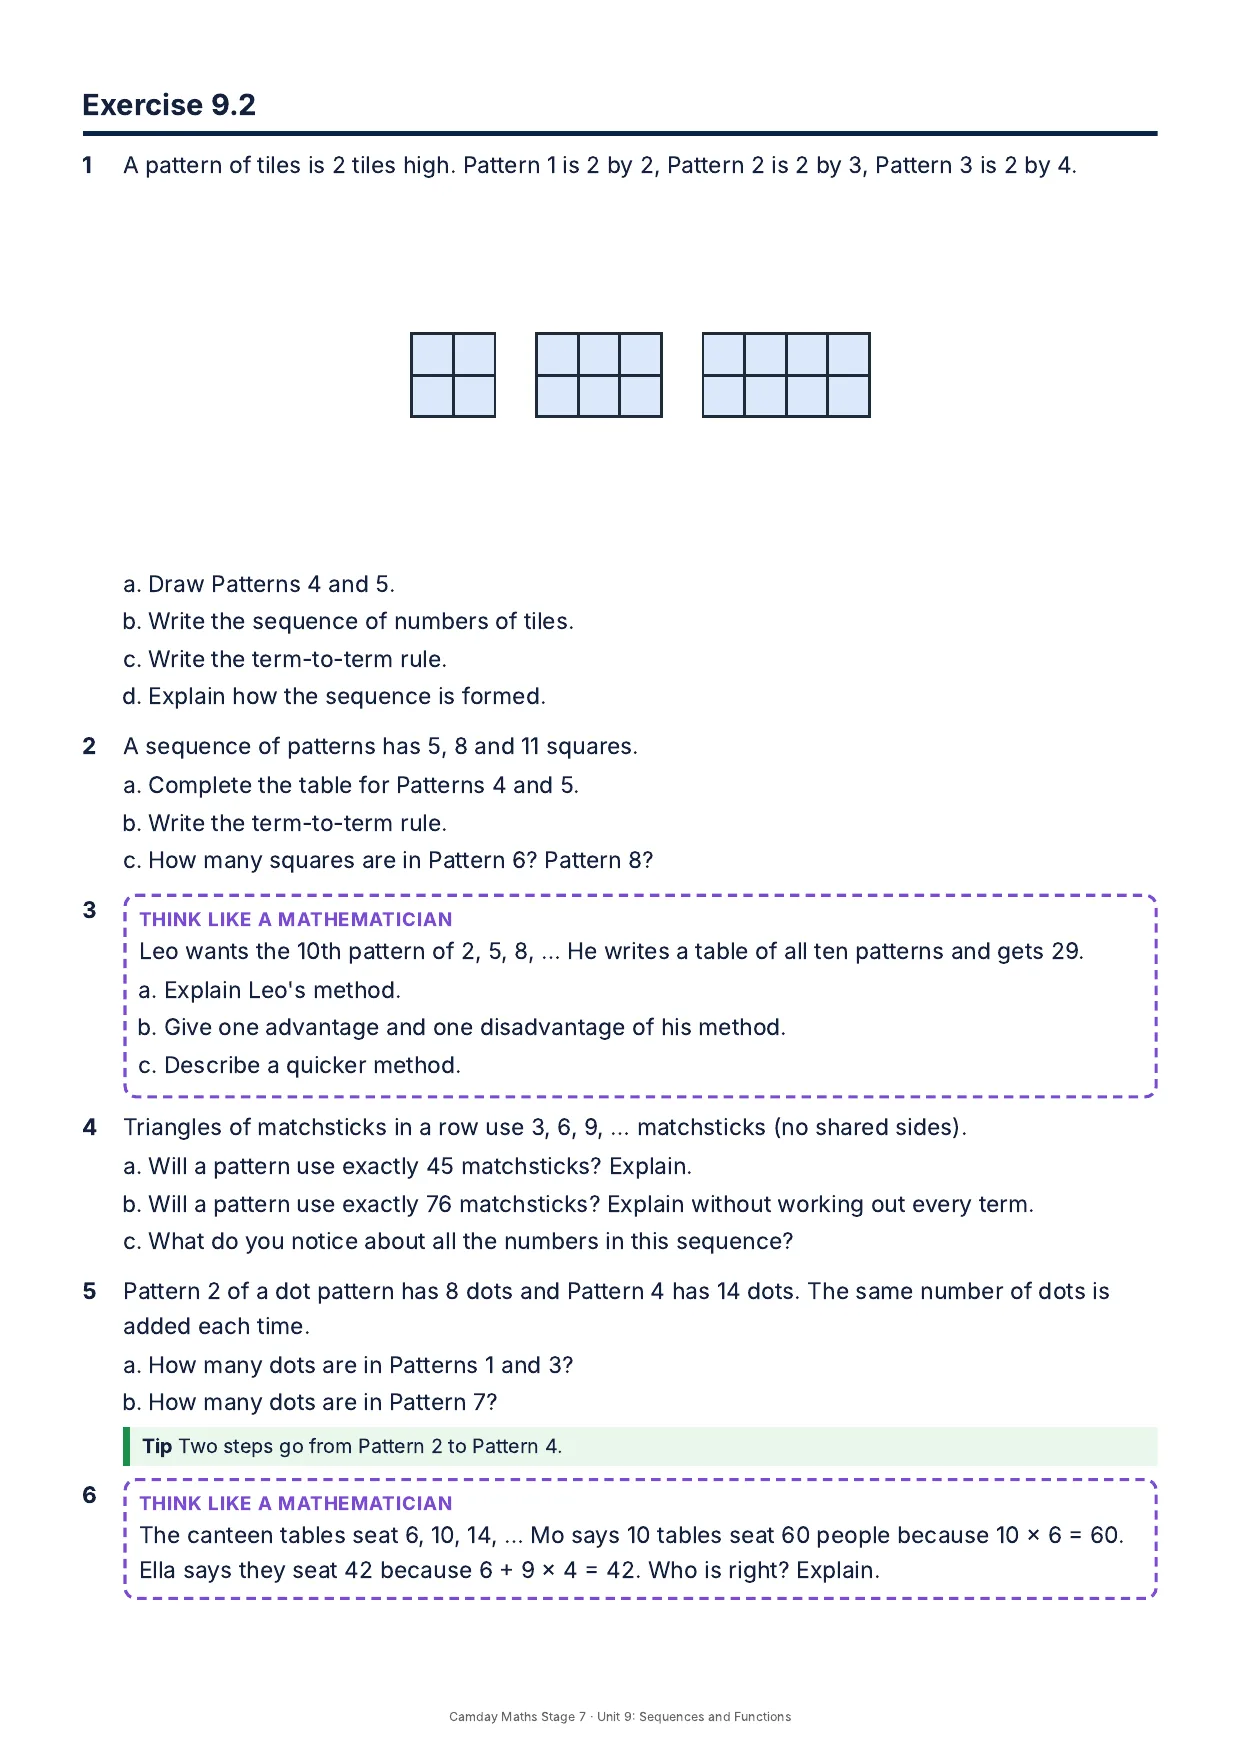 Exercise 9.2
1 A pattern of tiles is 2 tiles high. Pattern 1 is 2 by 2, Pattern 2 is 2 by 3, Pattern 3 is 2 by 4.
a. Draw Patterns 4 and 5.
b. Write the sequence of numbers of tiles.
c. Write the term-to-term rule.
d. Explain how the sequence is formed.
2 A sequence of patterns has 5, 8 and 11 squares.
a. Complete the table for Patterns 4 and 5.
b. Write the term-to-term rule.
c. How many squares are in Pattern 6? Pattern 8?
3 THINK LIKE A MATHEMATICIAN
Leo wants the 10th pattern of 2, 5, 8, ... He writes a table of all ten patterns and gets 29.
a. Explain Leo's method.
b. Give one advantage and one disadvantage of his method.
c. Describe a quicker method.
4 Triangles of matchsticks in a row use 3, 6, 9, ... matchsticks (no shared sides).
a. Will a pattern use exactly 45 matchsticks? Explain.
b. Will a pattern use exactly 76 matchsticks? Explain without working out every term.
c. What do you notice about all the numbers in this sequence?
5 Pattern 2 of a dot pattern has 8 dots and Pattern 4 has 14 dots. The same number of dots is
added each time.
a. How many dots are in Patterns 1 and 3?
b. How many dots are in Pattern 7?
Tip Two steps go from Pattern 2 to Pattern 4.
6 THINK LIKE A MATHEMATICIAN
The canteen tables seat 6, 10, 14, ... Mo says 10 tables seat 60 people because 10 × 6 = 60.
Ella says they seat 42 because 6 + 9 × 4 = 42. Who is right? Explain.
Camday Maths Stage 7 · Unit 9: Sequences and Functions